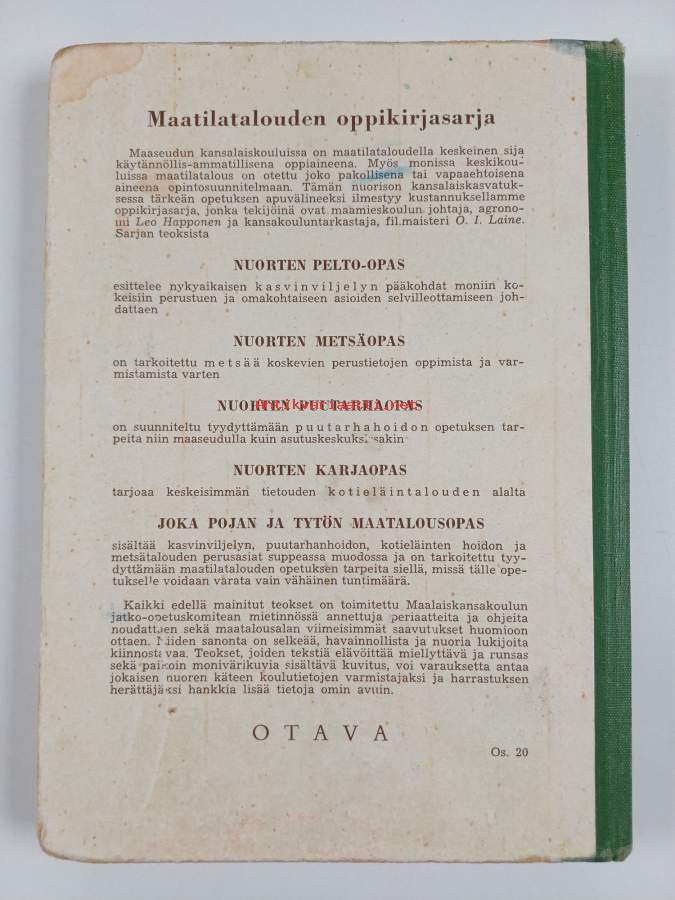 Maatilatalouden oppikirjasarja
Maaseudun kansalaiskouluissa on maatilataloudella keskeinen sija
käytännöllis-ammatillisena oppiaineena. Myös monissa keskikou-
luissa maatilatalous on otettu joko pakollisena tai vapaaehtoisena
aineena opintosuunnitelmaan. Tämän nuorison kansalaiskasvatuk-
sessa tärkeän opetuksen apuvälineeksi ilmestyy kustannuksellamme
oppikirjasarja, jonka tekijöinä ovat maamieskoulun johtaja, agrono-
mi Leo Happonen ja kansakouluntarkastaja, fil.maisteri O. I. Laine.
Sarjan teoksista
NUORTEN PELTO-OPAS
esittelee nykyaikaisen kasvinviljelyn pääkohdat moniin ko-
keisiin perustuen ja omakohtaiseen asioiden selvilleottamiseen joh-
dattaen
NUORTEN METSÄOPAS
on tarkoitettu metsää koskevien perustietojen oppimista ja var-
mistamista varten
NUORTEN PUUTARHAOPAS
Antikvariaatti.net
on suunniteltu tyydyttämään puutarhahoidon opetuksen tar-
peita niin maaseudulla kuin asutuskeskuksissakin
NUORTEN KARJAOPAS
tarjoaa keskeisimmän tietouden kotieläintalouden alalta
JOKA POJAN JA TYTÖN MAATALOUSOPAS
sisältää kasvinviljelyn, puutarhanhoidon, kotieläinten hoidon ja
metsätalouden perusasiat suppeassa muodossa ja on tarkoitettu tyy-
dyttämään maatilatalouden opetuksen tarpeita siellä, missä tälle ope-
tukselle voidaan varata vain vähäinen tuntimäärä.
Kaikki edellä mainitut teokset on toimitettu Maalaiskansakoulun
jatko-opetuskomitean mietinnössä annettuja periaatteita ja ohjeita
noudattaen sekä maatalousalan viimeisimmät saavutukset huomioon
ottaen. Niiden sanonta on selkeää, havainnollista ja nuoria lukijoita
kiinnostavaa. Teokset, joiden tekstiä elävöittää miellyttävä ja runsas
sekä paikoin monivärikuvia sisältävä kuvitus, voi varauksetta antaa
jokaisen nuoren käteen koulutietojen varmistajaksi ja harrastuksen
herättäjäksi hankkia lisää tietoja omin avuin.
OTAVA
Os. 20